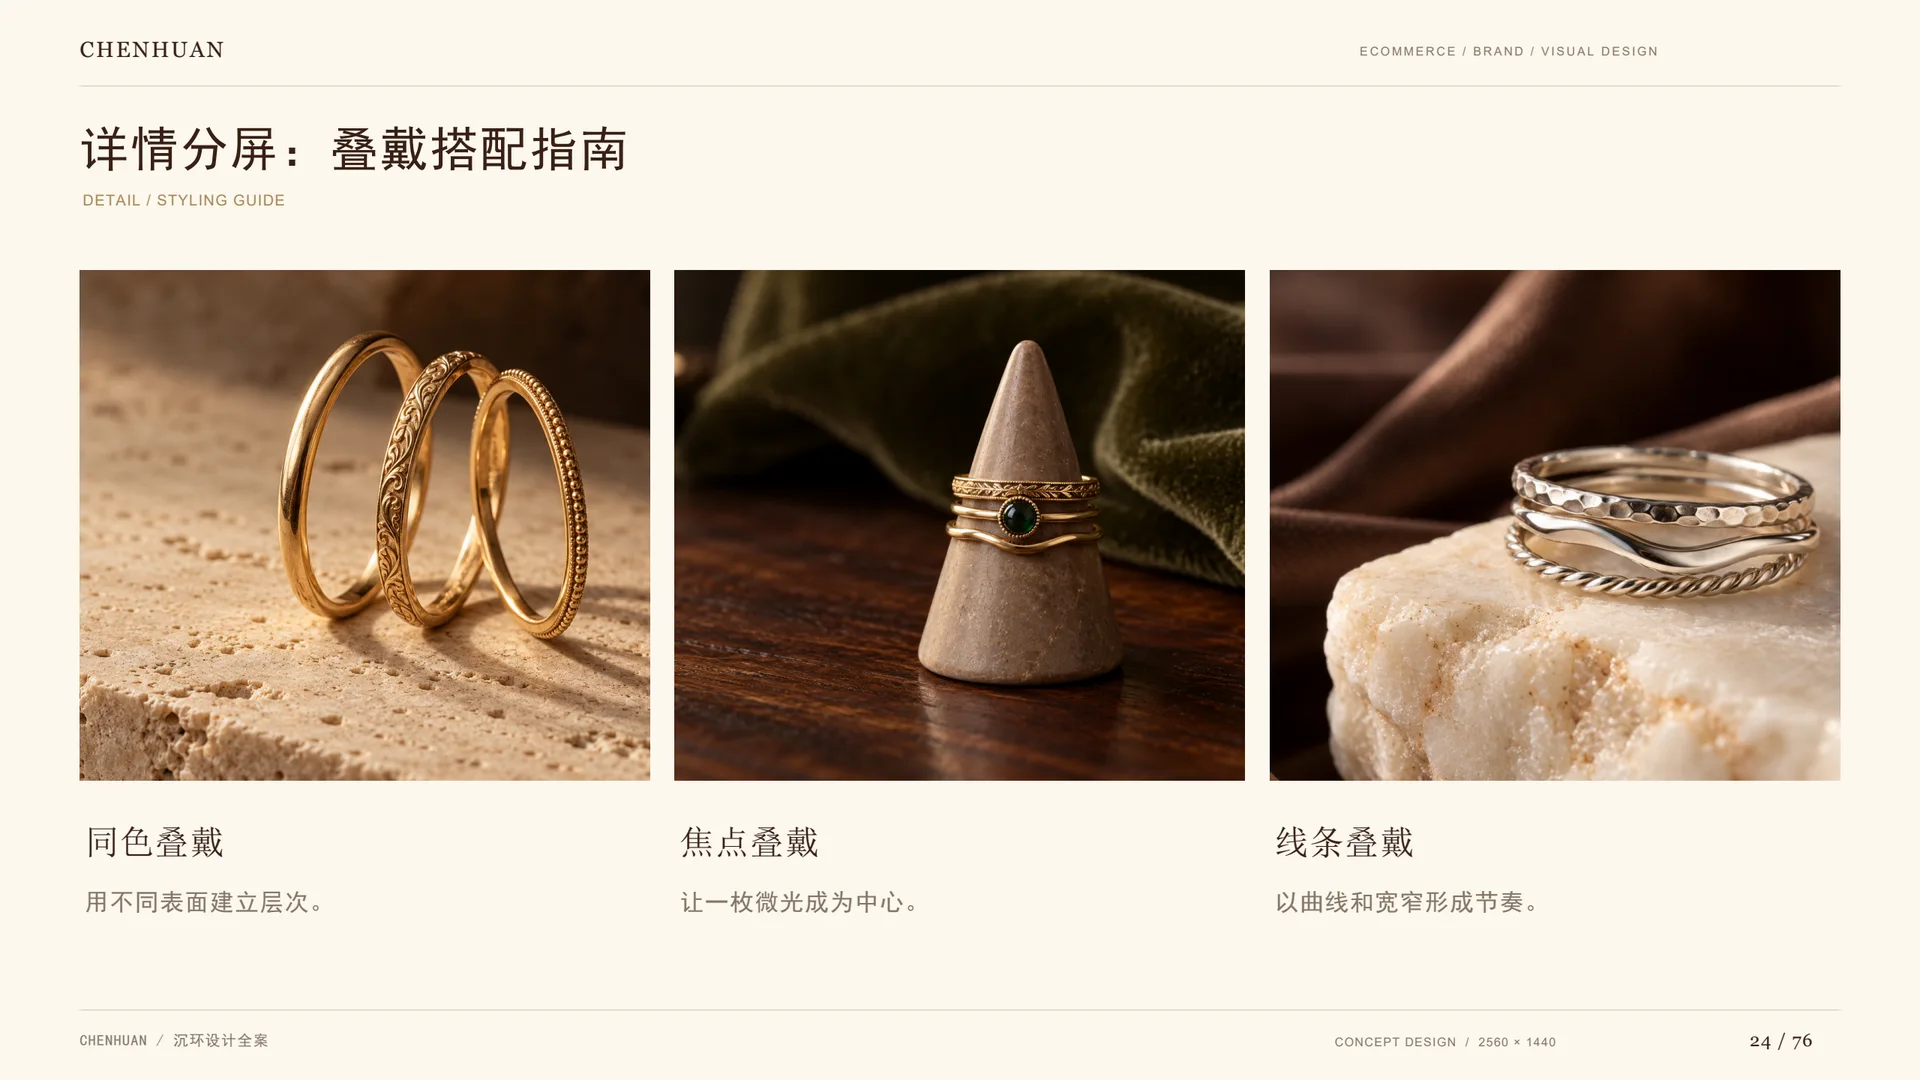 CHENHUAN
ECOMMERCE / BRAND / VISUAL DESIGN
详情分屏：叠戴搭配指南
DETAIL / STYLING GUIDE
同色叠戴
用不同表面建立层次。
焦点叠戴
让一枚微光成为中心。
线条叠戴
以曲线和宽窄形成节奏。
CHENHUAN / 沉环设计全案
CONCEPT DESIGN / 2560 × 1440
24 / 76